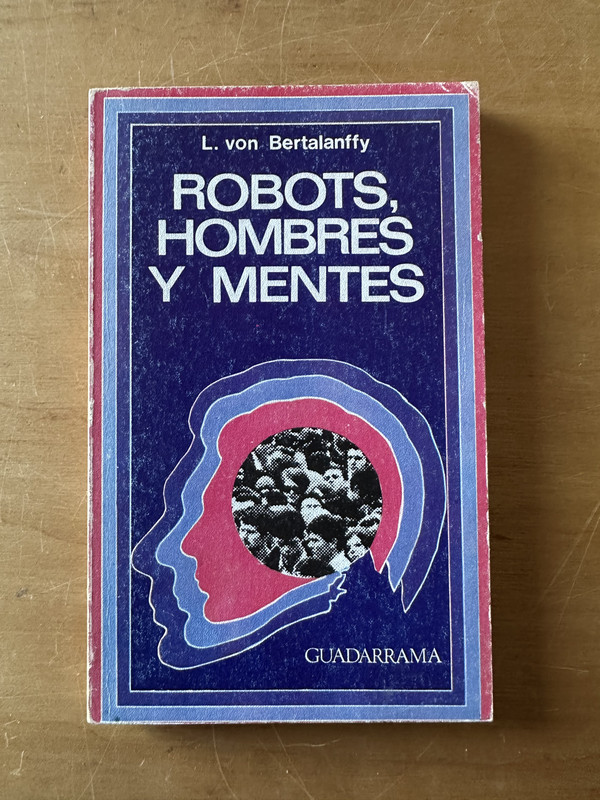 L. von Bertalanffy
ROBOTS,
HOMBRES
Y MENTES
GUADARRAMA